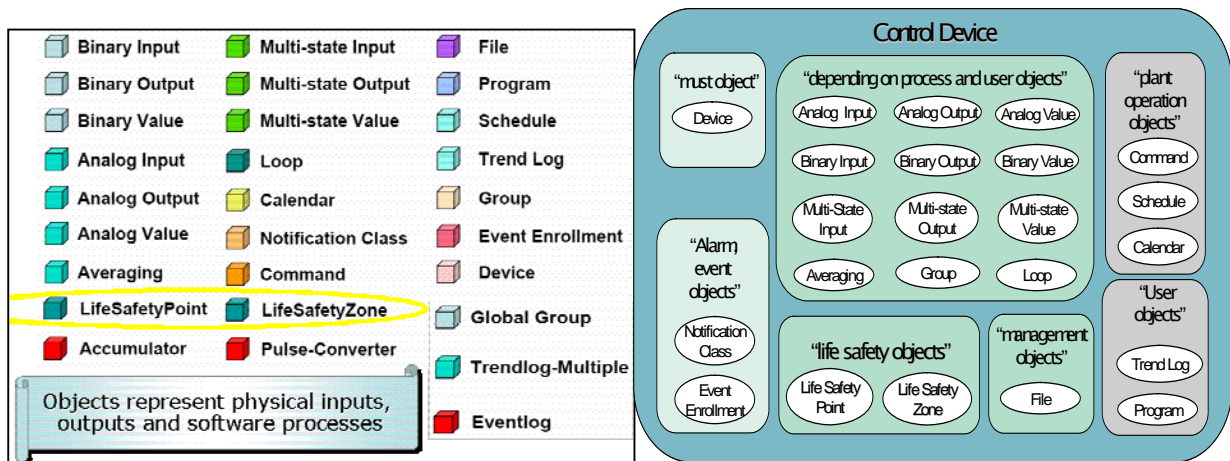 Binary Input
Binary Output
Binary Value
Analog Input
Analog Output
Analog Value
Averaging
LifeSafetyPoint
Accumulator
Multi-state Input
Multi-state Output
Multi-state Value
Loop
Calendar
Notification Class
Command
LifeSafetyZone
Pulse-Converter
File
Program
Schedule
Trend Log
Group
Event Enrollment
Device
Global Group
Trendlog-Multiple
Eventlog
Objects represent physical inputs,
outputs and software processes
Control Device
“must object”
Device
“depending on process and user objects”
Analog Input
Analog Output
Analog Value
Binary Input
Binary Output
Binary Value
Multi-State
Input
Multi-state
Output
Multi-state
Value
Averaging
Group
Loop
“plant
operation
objects”
Command
Schedule
Calendar
“Alarm,
event
objects”
Notification
Class
Event
Enrollment
“life safety objects”
Life Safety
Point
Life Safety
Zone
“management
objects”
File
“User
objects”
Trend Log
Program